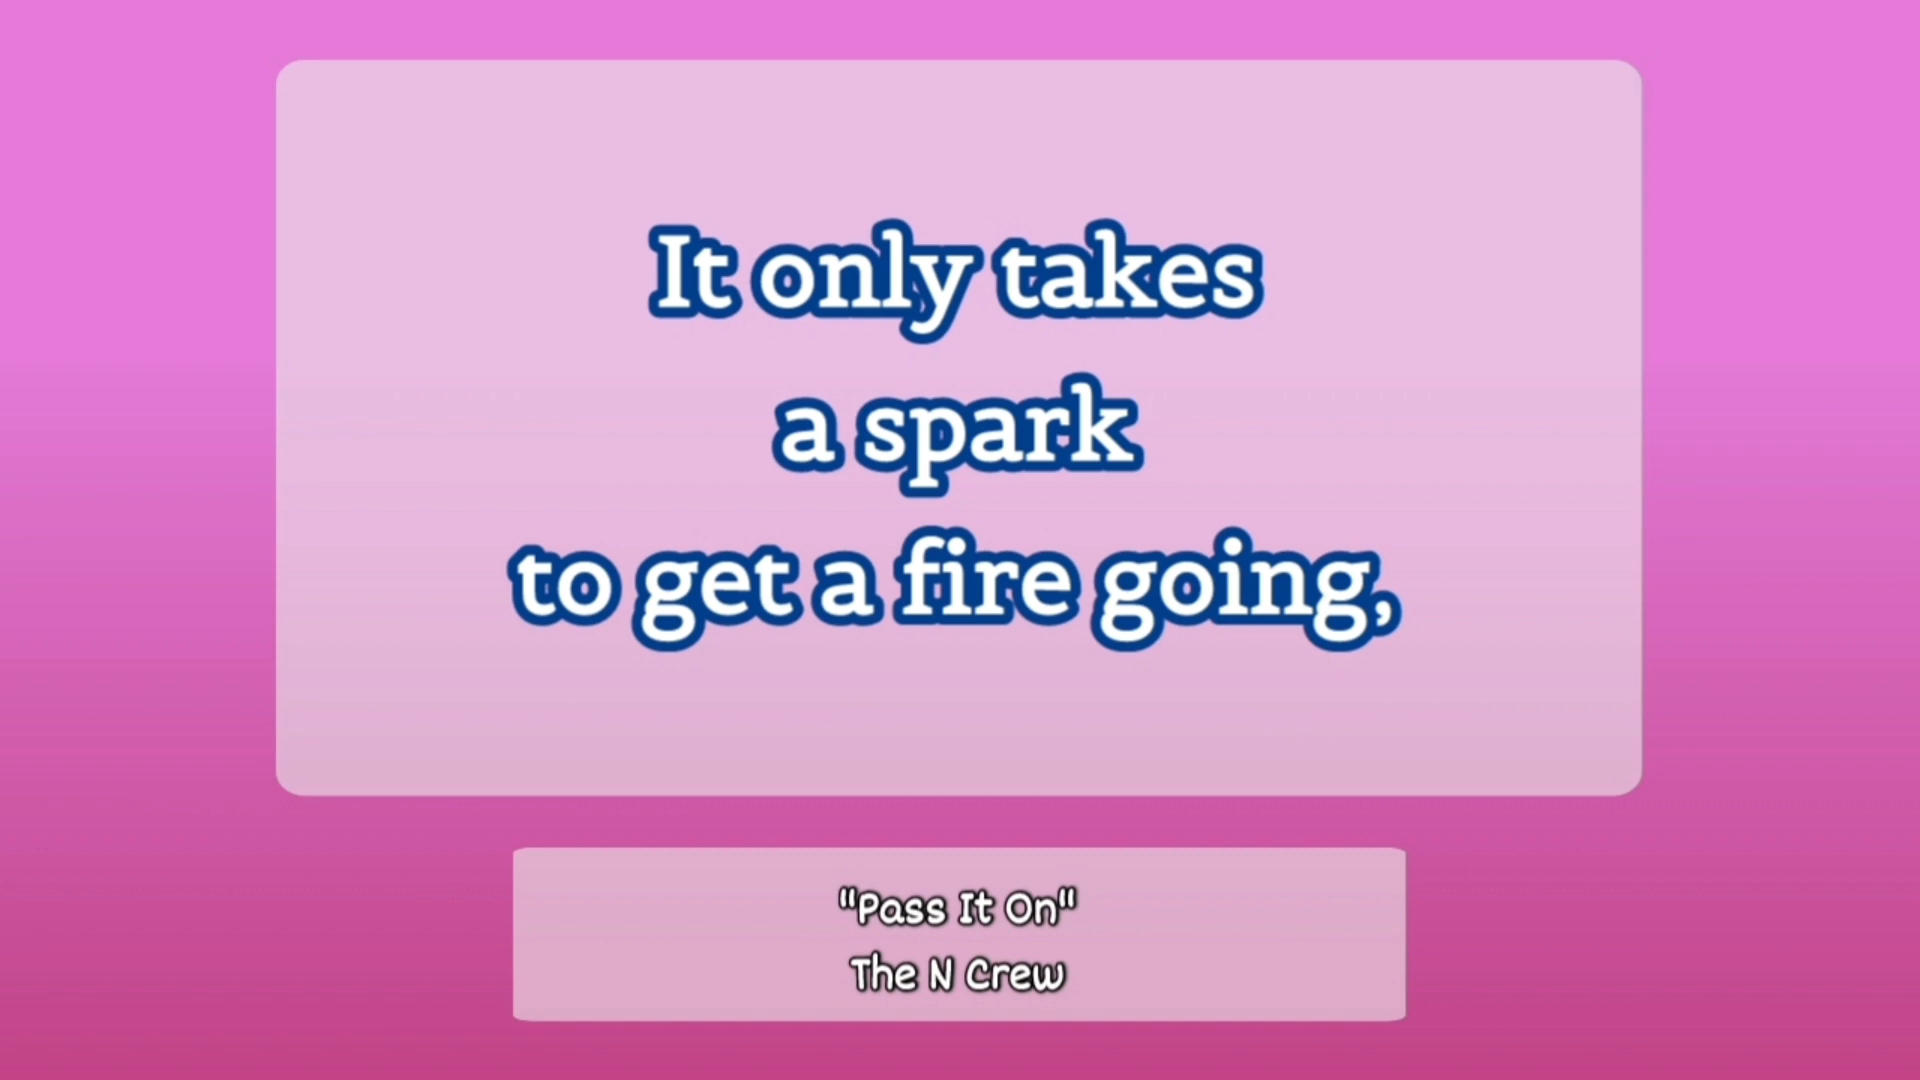 It only takes
a spark
to get a fire going,
"Pass It On"
The N Crew